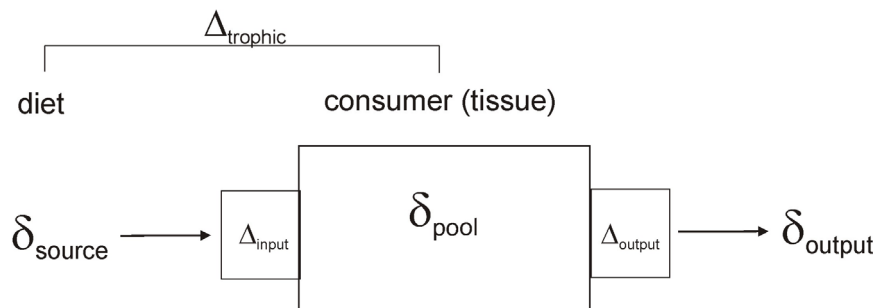 Δtrophic
diet consumer (tissue)
δsource Δinput δpool Δoutput δoutput